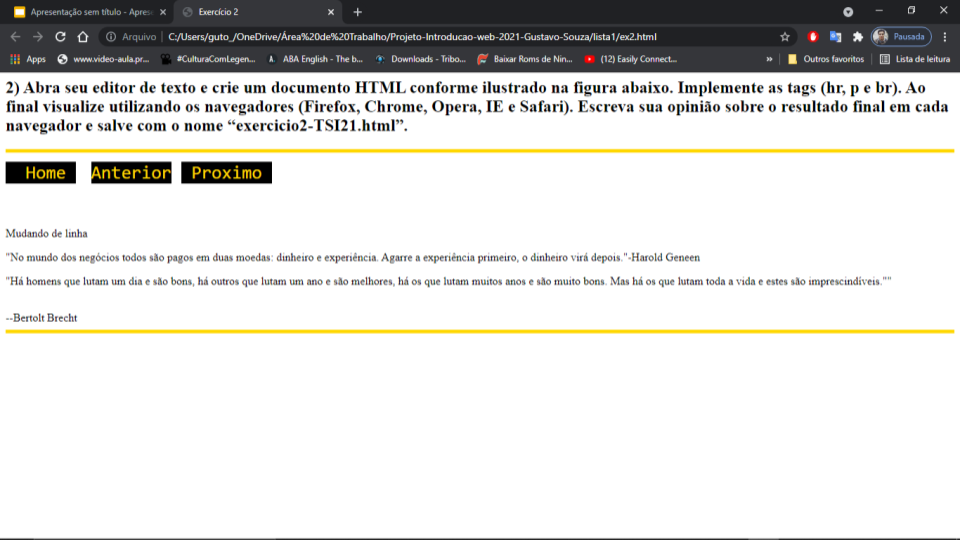 Apresentação sem título - Apres
Exercício 2
Arquivo | C:/Users/guto_/OneDrive/Área%20de%20Trabalho/Projeto-Introducao-web-2021-Gustavo-Souza/lista1/ex2.html
Pausada
Apps www.video-aula.pr... #CulturaComLegen... ABA English - The b... Downloads - Tribo... Baixar Roms de Nin... (12) Easily Connect... » Outros favoritos Lista de leitura
2) Abra seu editor de texto e crie um documento HTML conforme ilustrado na figura abaixo. Implemente as tags (hr, p e br). Ao
final visualize utilizando os navegadores (Firefox, Chrome, Opera, IE e Safari). Escreva sua opinião sobre o resultado final em cada
navegador e salve com o nome “exercicio2-TSI21.html”.
Home Anterior Proximo
Mudando de linha
"No mundo dos negócios todos são pagos em duas moedas: dinheiro e experiência. Agarre a experiência primeiro, o dinheiro virá depois."-Harold Geneen
"Há homens que lutam um dia e são bons, há outros que lutam um ano e são melhores, há os que lutam muitos anos e são muito bons. Mas há os que lutam toda a vida e estes são imprescindíveis.""
--Bertolt Brecht